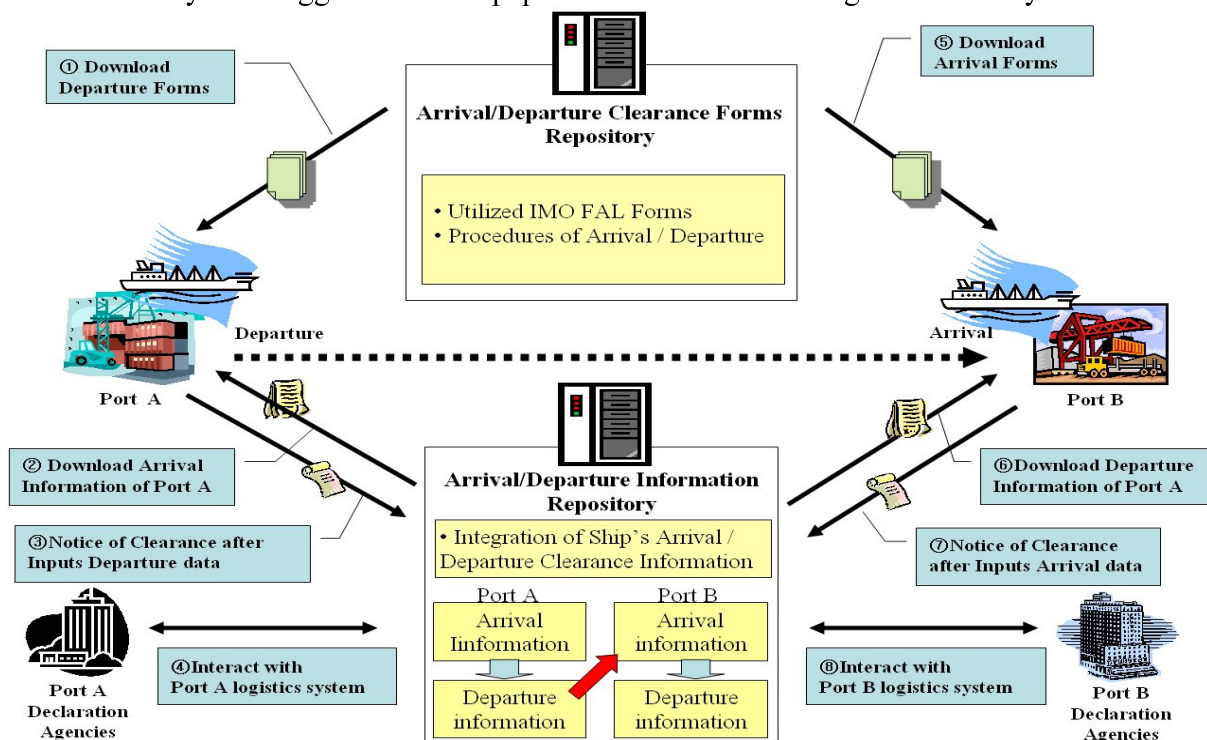 ① Download
Departure Forms
⑤ Download
Arrival Forms
Arrival/Departure Clearance Forms
Repository
• Utilized IMO FAL Forms
• Procedures of Arrival / Departure
Departure
Arrival
Port A
Port B
② Download Arrival
Information of Port A
③Notice of Clearance after
Inputs Departure data
Arrival/Departure Information
Repository
• Integration of Ship's Arrival /
Departure Clearance Information
Port A
Port B
Arrival
Iinformation
Arrival
information
Departure
information
Departure
information
⑥Download Departure
Information of Port A
⑦Notice of Clearance
after Inputs Arrival data
④Interact with
Port A logistics system
⑧Interact with
Port B logistics system
Port A
Declaration
Agencies
Port B
Declaration
Agencies